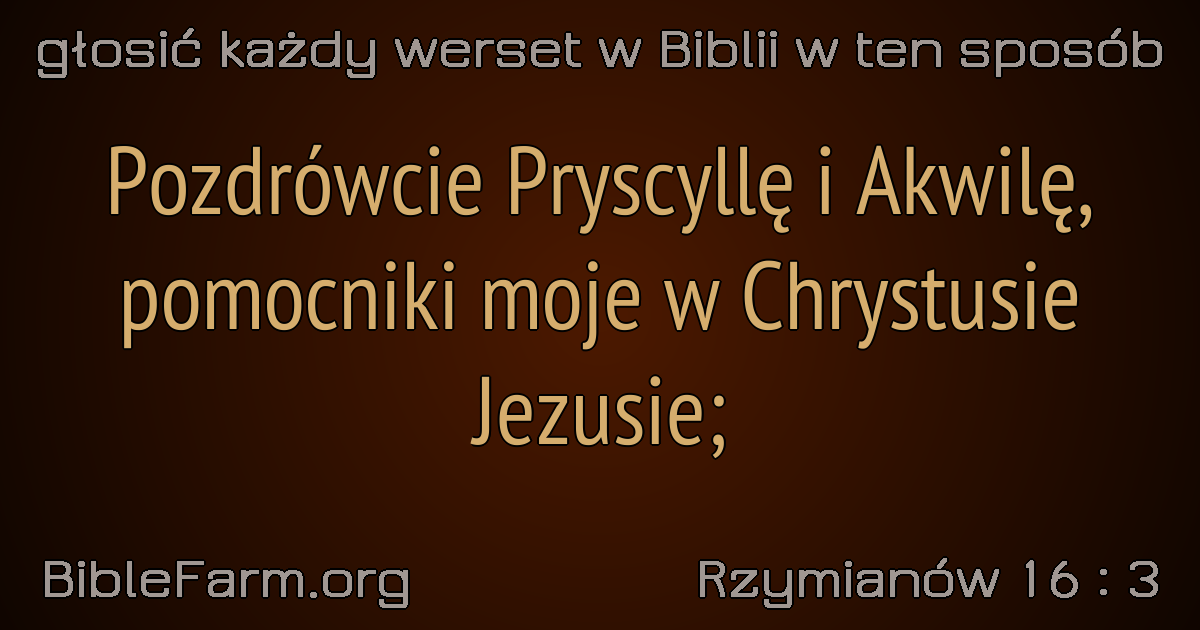 głosić każdy werset w Biblii w ten sposób
Pozdrówcie Pryscyllę i Akwilę,
pomocniki moje w Chrystusie
Jezusie;
BibleFarm.org
Rzymianów 16 : 3